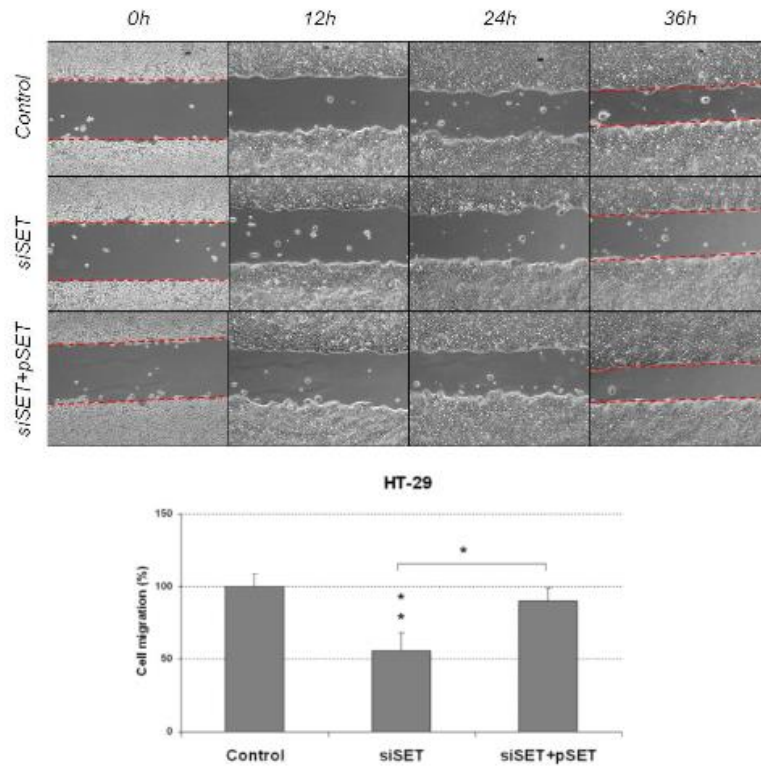 0h 12h 24h 36h
Control
siSET
siSET+pSET
HT-29
150
100
50
0
Cell migration (%)
*
*
*
Control siSET siSET+pSET